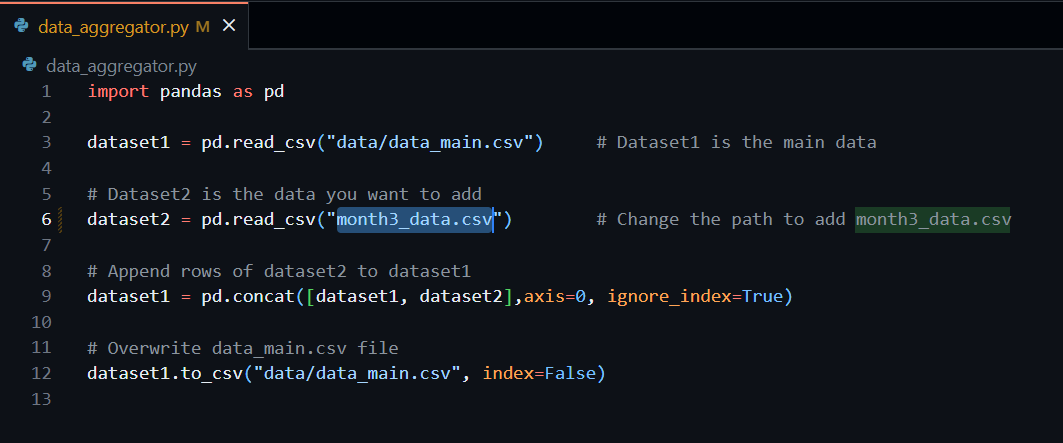 data_aggregator.py M ×
data_aggregator.py
1 import pandas as pd
2
3 dataset1 = pd.read_csv("data/data_main.csv") # Dataset1 is the main data
4
5 # Dataset2 is the data you want to add
6 dataset2 = pd.read_csv("month3_data.csv") # Change the path to add month3_data.csv
7
8 # Append rows of dataset2 to dataset1
9 dataset1 = pd.concat([dataset1, dataset2],axis=0, ignore_index=True)
10
11 # Overwrite data_main.csv file
12 dataset1.to_csv("data/data_main.csv", index=False)
13